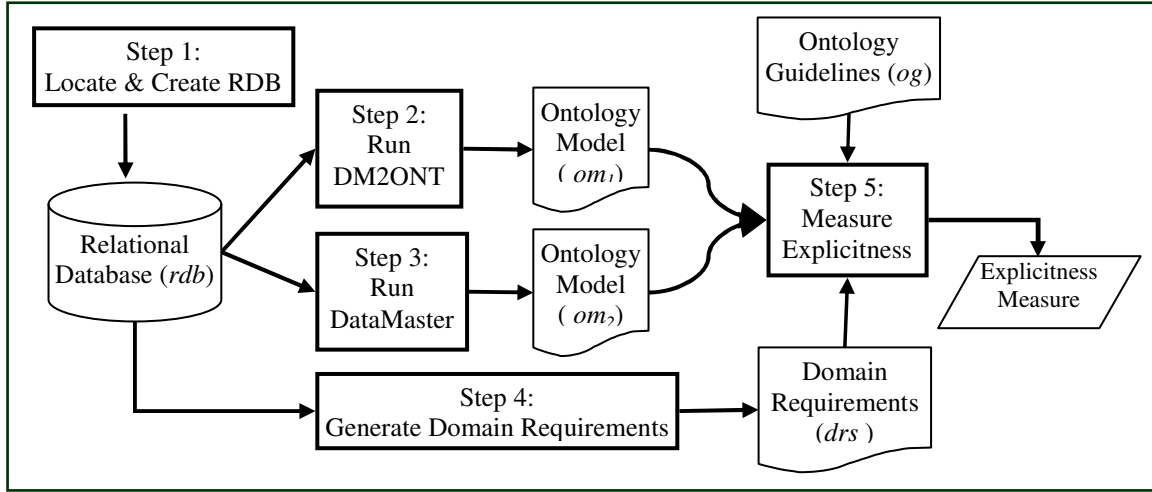 Step 1:
Locate & Create RDB
Relational
Database (rdb)
Step 2:
Run
DM2ONT
Ontology
Model
( om1)
Step 3:
Run
DataMaster
Ontology
Model
( om2)
Step 4:
Generate Domain Requirements
Ontology
Guidelines (og)
Step 5:
Measure
Explicitness
Domain
Requirements
(drs )
Explicitness
Measure